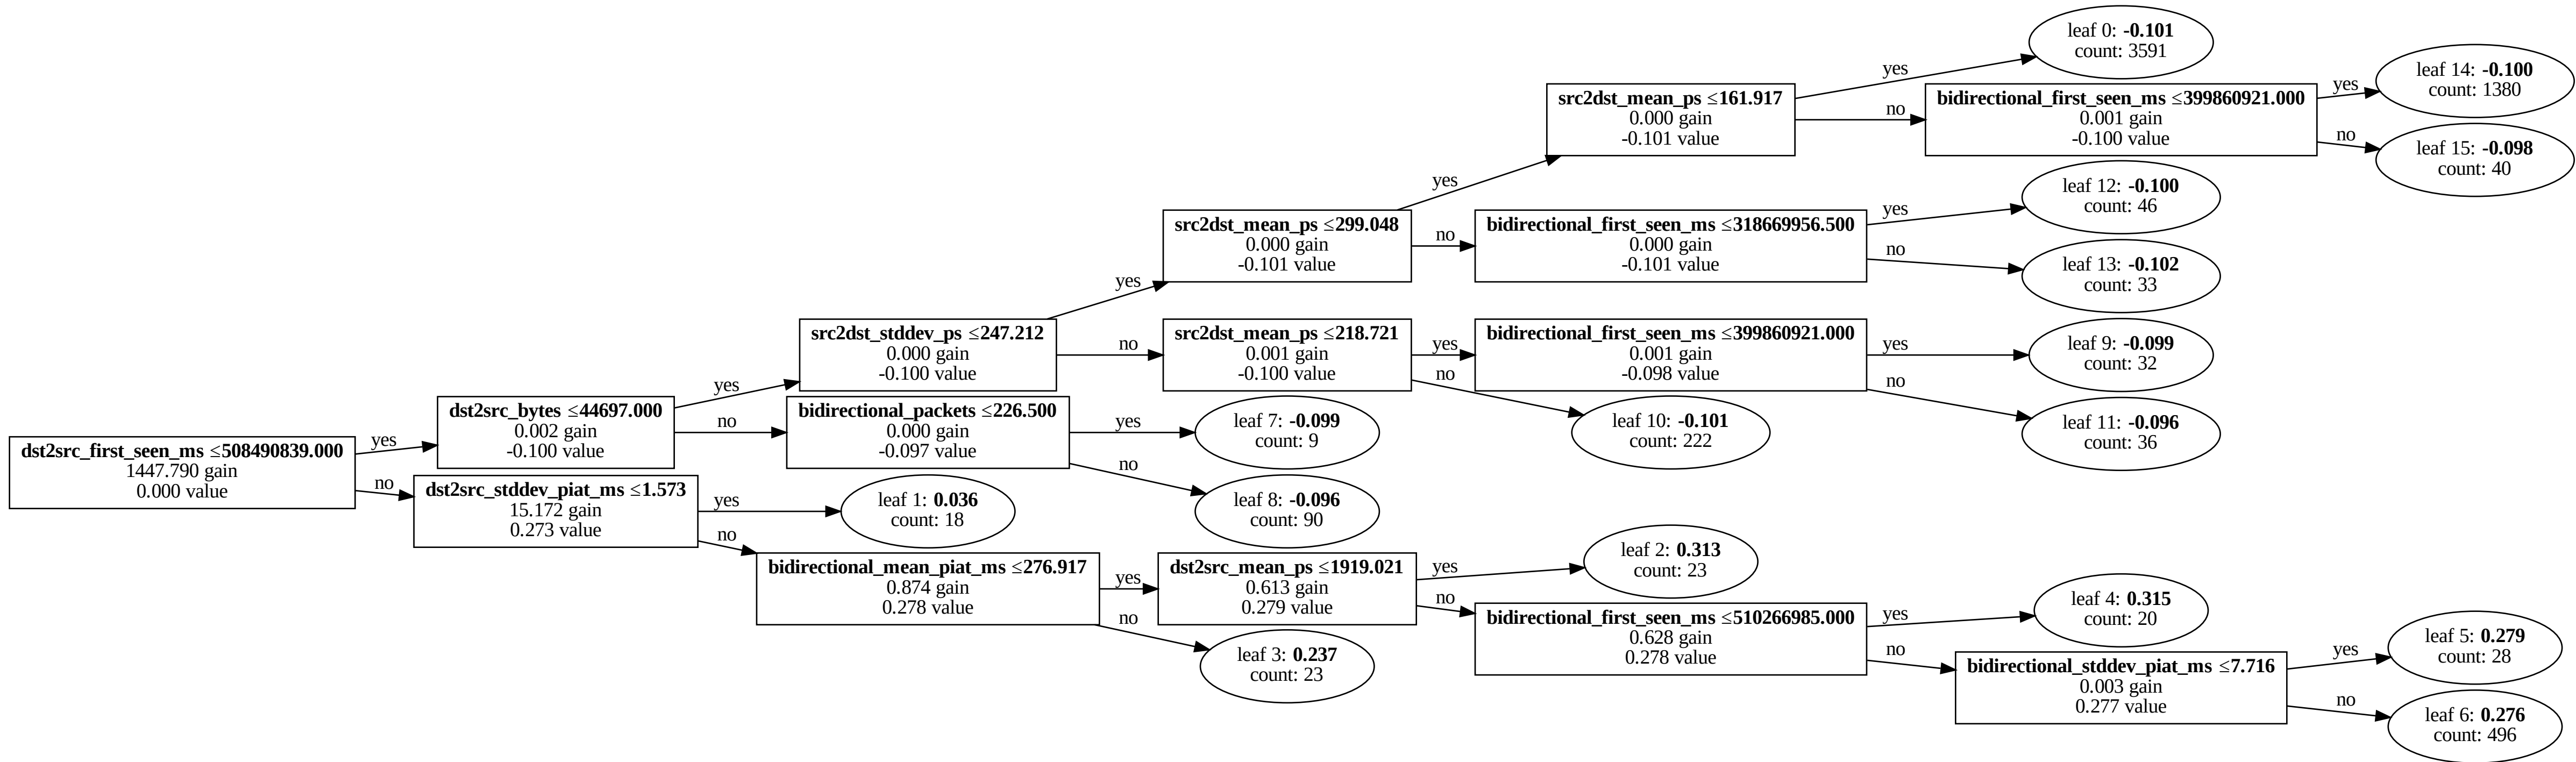 dst2src_first_seen_ms ≤508490839.000
1447.790 gain
0.000 value
yes
no
dst2src_bytes ≤44697.000
0.002 gain
-0.100 value
yes
no
dst2src_stddev_piat_ms ≤1.573
15.172 gain
0.273 value
yes
no
src2dst_stddev_ps ≤247.212
0.000 gain
-0.100 value
yes
no
bidirectional_packets ≤226.500
0.000 gain
-0.097 value
yes
no
leaf 1: 0.036
count: 18
bidirectional_mean_piat_ms ≤276.917
0.874 gain
0.278 value
yes
no
src2dst_mean_ps ≤299.048
0.000 gain
-0.101 value
yes
no
src2dst_mean_ps ≤218.721
0.001 gain
-0.100 value
yes
no
leaf 7: -0.099
count: 9
leaf 8: -0.096
count: 90
dst2src_mean_ps ≤1919.021
0.613 gain
0.279 value
yes
no
leaf 3: 0.237
count: 23
src2dst_mean_ps ≤161.917
0.000 gain
-0.101 value
yes
no
bidirectional_first_seen_ms ≤318669956.500
0.000 gain
-0.101 value
yes
no
bidirectional_first_seen_ms ≤399860921.000
0.001 gain
-0.098 value
yes
no
leaf 10: -0.101
count: 222
leaf 2: 0.313
count: 23
bidirectional_first_seen_ms ≤510266985.000
0.628 gain
0.278 value
yes
no
leaf 0: -0.101
count: 3591
bidirectional_first_seen_ms ≤399860921.000
0.001 gain
-0.100 value
yes
no
leaf 12: -0.100
count: 46
leaf 13: -0.102
count: 33
leaf 9: -0.099
count: 32
leaf 11: -0.096
count: 36
leaf 4: 0.315
count: 20
bidirectional_stddev_piat_ms ≤7.716
0.003 gain
0.277 value
yes
no
leaf 14: -0.100
count: 1380
leaf 15: -0.098
count: 40
leaf 5: 0.279
count: 28
leaf 6: 0.276
count: 496